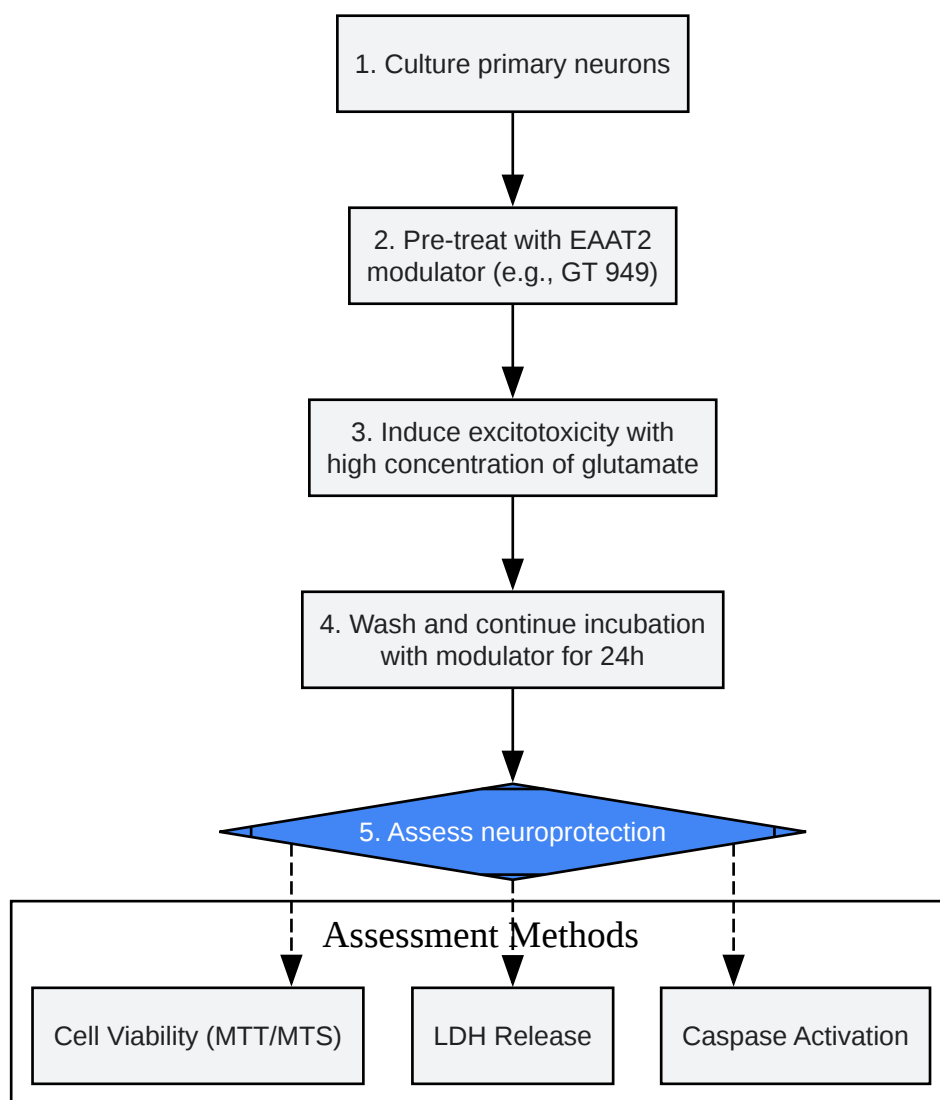 1. Culture primary neurons
2. Pre-treat with EAAT2
modulator (e.g., GT 949)
3. Induce excitotoxicity with
high concentration of glutamate
4. Wash and continue incubation
with modulator for 24h
5. Assess neuroprotection
Assessment Methods
Cell Viability (MTT/MTS)
LDH Release
Caspase Activation